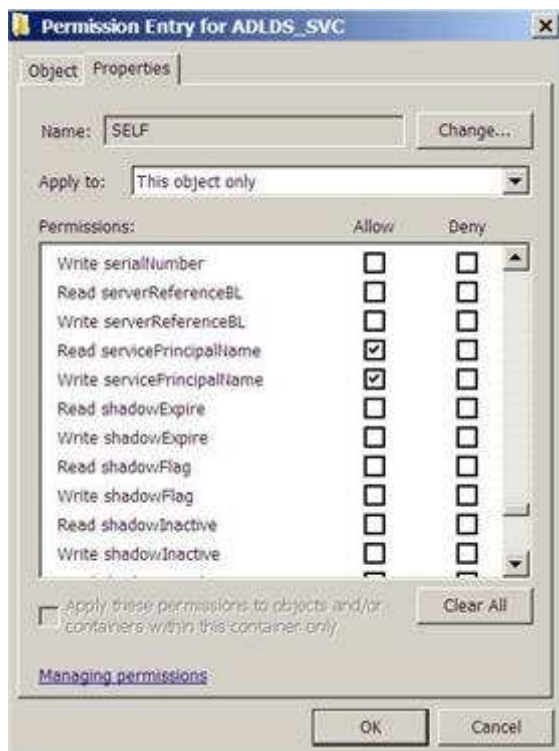 Permission Entry for ADLDS_SVC
Object Properties
Name: SELF Change...
Apply to: This object only
Permissions: Allow Deny
Write serialNumber
Read serverReferenceBL
Write serverReferenceBL
Read servicePrincipalName
Write servicePrincipalName
Read shadowExpire
Write shadowExpire
Read shadowFlag
Write shadowFlag
Read shadowInactive
Write shadowInactive
Apply these permissions to objects and/or
containers within this container only
Clear All
Managing permissions
OK Cancel